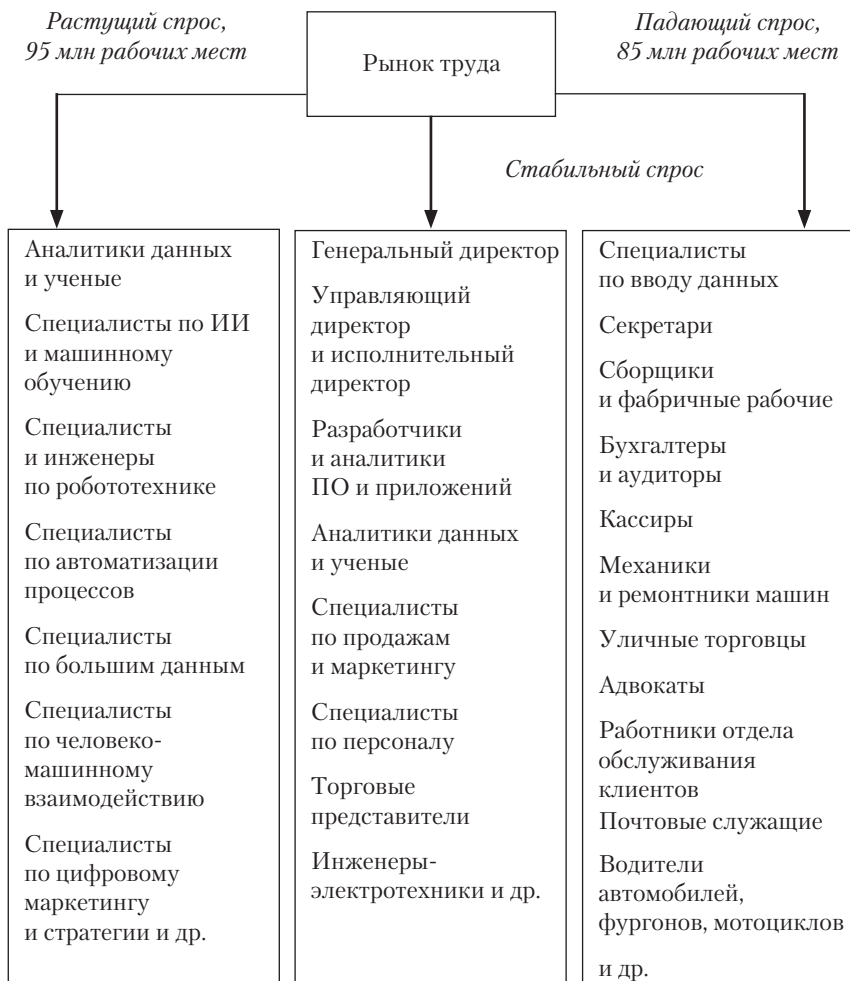 Растущий спрос,
95 млн рабочих мест
Рынок труда
Падающий спрос,
85 млн рабочих мест
Стабильный спрос
Аналитики данных
и ученые
Специалисты по ИИ
и машинному
обучению
Специалисты
и инженеры
по робототехнике
Специалисты
по автоматизации
процессов
Специалисты
по большим данным
Специалисты
по человеко-
машинному
взаимодействию
Специалисты
по цифровому
маркетингу
и стратегии и др.
Генеральный директор
Управляющий
директор
и исполнительный
директор
Разработчики
и аналитики
ПО и приложений
Аналитики данных
и ученые
Специалисты
по продажам
и маркетингу
Специалисты
по персоналу
Торговые
представители
Инженеры-
электротехники и др.
Специалисты
по вводу данных
Секретари
Сборщики
и фабричные рабочие
Бухгалтеры
и аудиторы
Кассиры
Механики
и ремонтники машин
Уличные торговцы
Адвокаты
Работники отдела
обслуживания
клиентов
Почтовые служащие
Водители
автомобилей,
фургонов, мотоциклов
и др.